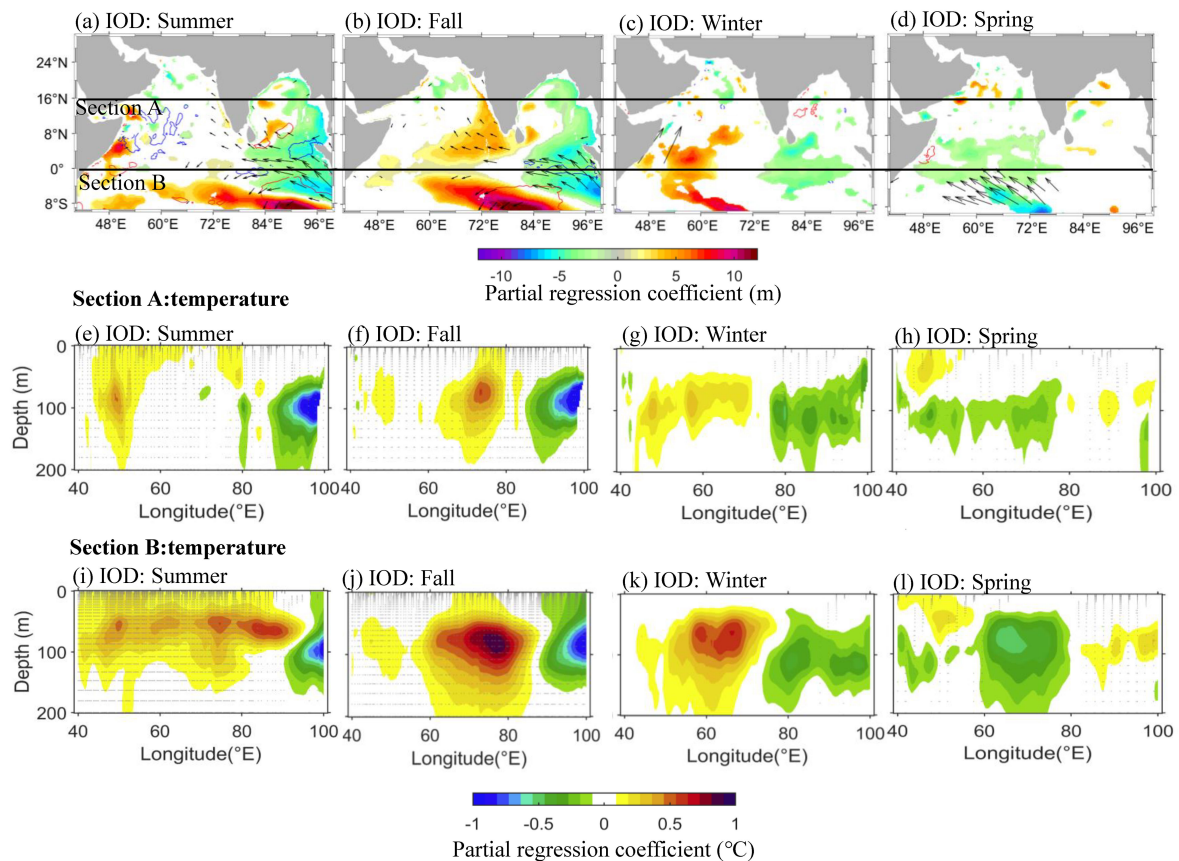 (a) IOD: Summer
(b) IOD: Fall
(c) IOD: Winter
(d) IOD: Spring
24°N
16°N
8°N
0°
8°S
Section A
Section B
48°E 60°E 72°E 84°E 96°E
48°E 60°E 72°E 84°E 96°E
48°E 60°E 72°E 84°E 96°E
48°E 60°E 72°E 84°E 96°E
-10 -5 0 5 10
Partial regression coefficient (m)
Section A:temperature
(e) IOD: Summer
(f) IOD: Fall
(g) IOD: Winter
(h) IOD: Spring
Depth (m)
0
100
200
40 60 80 100
40 60 80 100
40 60 80 100
40 60 80 100
Longitude(°E)
Longitude(°E)
Longitude(°E)
Longitude(°E)
Section B:temperature
(i) IOD: Summer
(j) IOD: Fall
(k) IOD: Winter
(l) IOD: Spring
Depth (m)
0
100
200
40 60 80 100
40 60 80 100
40 60 80 100
40 60 80 100
Longitude(°E)
Longitude(°E)
Longitude(°E)
Longitude(°E)
-1 -0.5 0 0.5 1
Partial regression coefficient (℃)